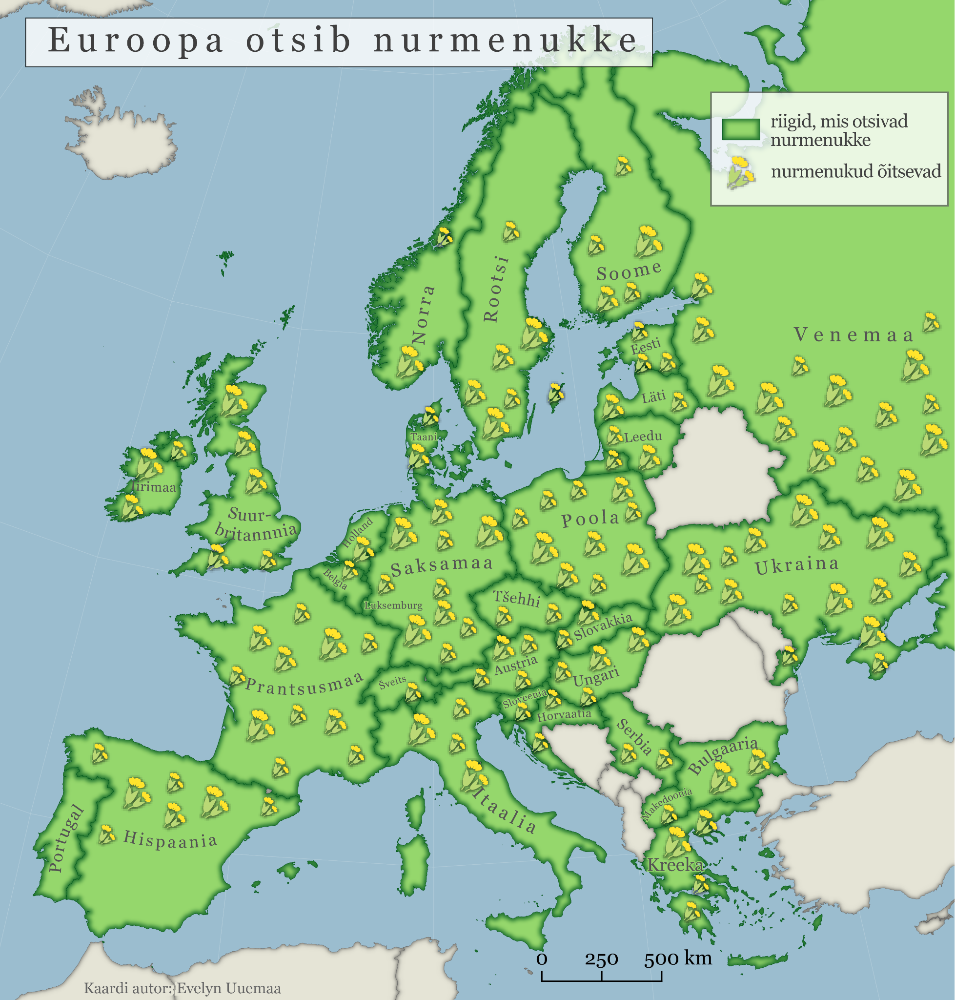 Euroopa otsib nurmenukke
riigid, mis otsivad
nurmenukke
nurmenukud õitsevad
Soome
Rootsi
Norra
Venemaa
Eesti
Läti
Taani
Leedu
Iirimaa
Suur-
britannnia
Holland
Poola
Saksamaa
Ukraina
Belgia
Luksemburg
Tšehhi
Slovakkia
Austria
Ungari
Prantsusmaa
Šveits
Sloveenia
Horvaatia
Serbia
Bulgaaria
Makedoonia
Itaalia
Portugal
Hispaania
Kreeka
0 250 500 km
Kaardi autor: Evelyn Uuemaa